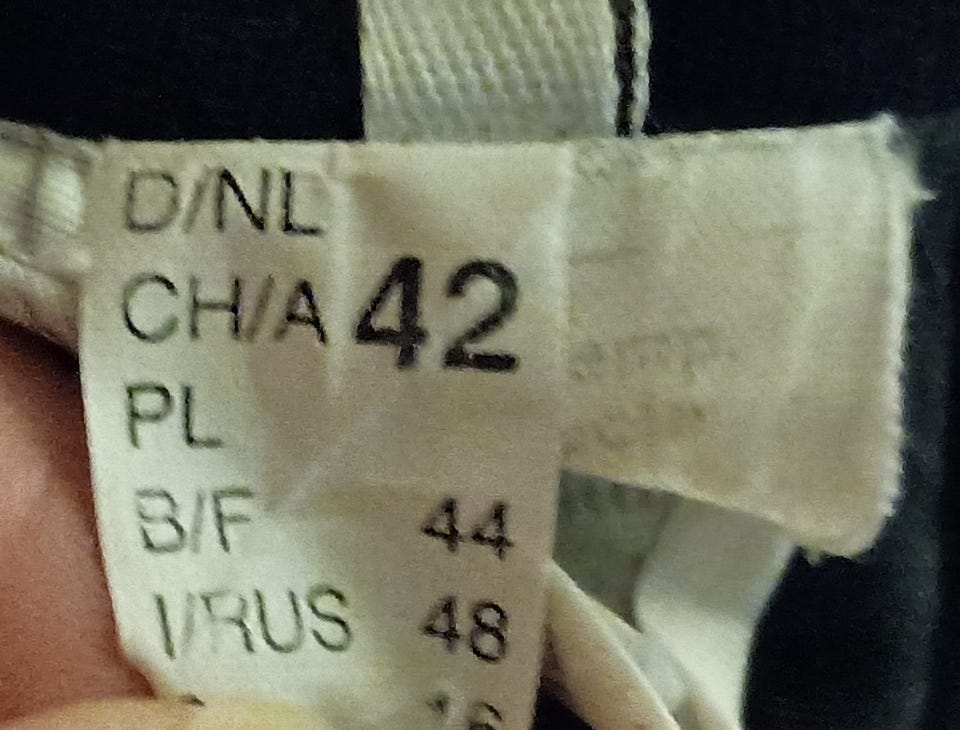 D/NL
CH/A 42
PL
B/F 44
I/RUS 48